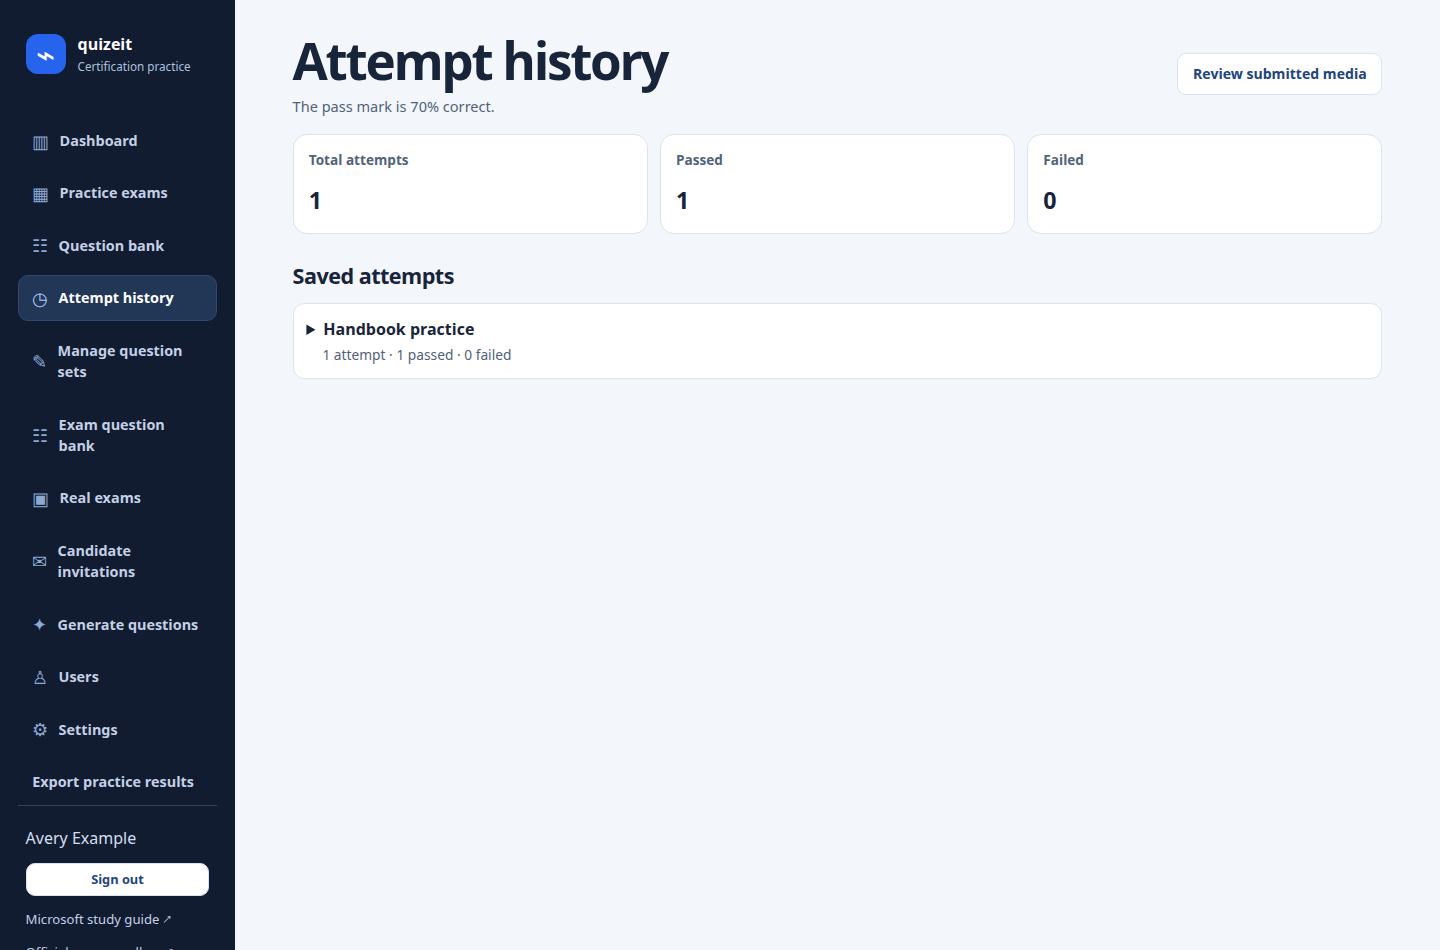 quizeit
Certification practice
Dashboard
Practice exams
Question bank
Attempt history
Manage question
sets
Exam question
bank
Real exams
Candidate
invitations
Generate questions
Users
Settings
Export practice results
Avery Example
Sign out
Microsoft study guide ↗
Attempt history
The pass mark is 70% correct.
Review submitted media
Total attempts
1
Passed
1
Failed
0
Saved attempts
Handbook practice
1 attempt · 1 passed · 0 failed